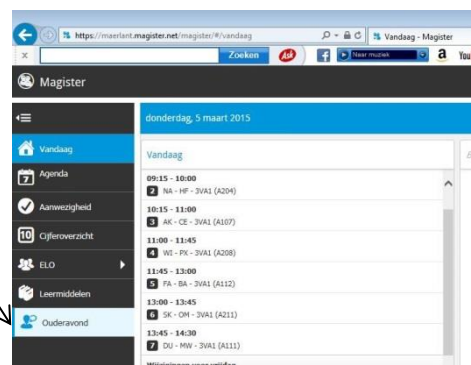 https://maerlant.magister.net/magister/#/vandaag
Vandaag - Magister
x Zoeken Ask Naar muziek a You
Magister
donderdag, 5 maart 2015
Vandaag
Agenda
Aanwezigheid
Cijferoverzicht
ELO
Leermiddelen
Ouderavond
Vandaag
09:15 - 10:00
2 NA - HF - 3VA1 (A204)
10:15 - 11:00
3 AK - CE - 3VA1 (A107)
11:00 - 11:45
4 WI - PX - 3VA1 (A208)
11:45 - 13:00
5 FA - BA - 3VA1 (A112)
13:00 - 13:45
6 SK - OM - 3VA1 (A211)
13:45 - 14:30
7 DU - MW - 3VA1 (A111)